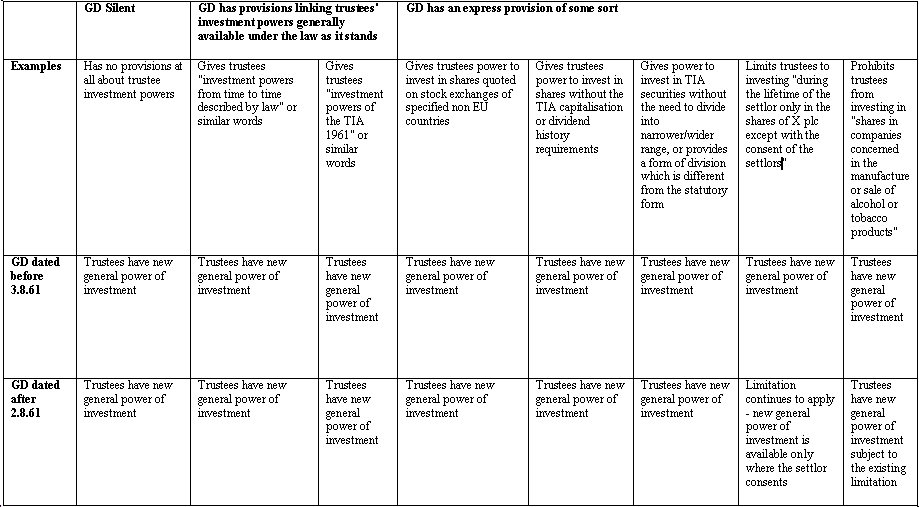 GD Silent
GD has provisions linking trustees'
investment powers generally
available under the law as it stands
GD has an express provision of some sort
Examples
Has no provisions at
all about trustee
investment powers
Gives trustees
"investment powers
from time to time
described by law" or
similar words
Gives
trustees
"investment
powers of
the TIA
1961" or
similar
words
Gives trustees power to
invest in shares quoted
on stock exchanges of
specified non EU
countries
Gives trustees
power to invest in
shares without the
TIA capitalisation
or dividend
history
requirements
Gives power to
invest in TIA
securities without
the need to divide
into
narrower/wider
range, or provides
a form of division
which is different
from the statutory
form
Limits trustees to
investing "during
the lifetime of the
settlor only in the
shares of X plc
except with the
consent of the
settlors"
Prohibits
trustees
from
investing in
"shares in
companies
concerned
in the
manufacture
or sale of
alcohol or
tobacco
products"
GD dated
before
3.8.61
Trustees have new
general power of
investment
Trustees have new
general power of
investment
Trustees
have new
general
power of
investment
Trustees have new
general power of
investment
Trustees have new
general power of
investment
Trustees have new
general power of
investment
Trustees have new
general power of
investment
Trustees
have new
general
power of
investment
GD dated
after
2.8.61
Trustees have new
general power of
investment
Trustees have new
general power of
investment
Trustees
have new
general
power of
investment
Trustees have new
general power of
investment
Trustees have new
general power of
investment
Trustees have new
general power of
investment
Limitation
continues to apply
- new general
power of
investment is
available only
where the settlor
consents
Trustees
have new
general
power of
investment
subject to
the existing
limitation